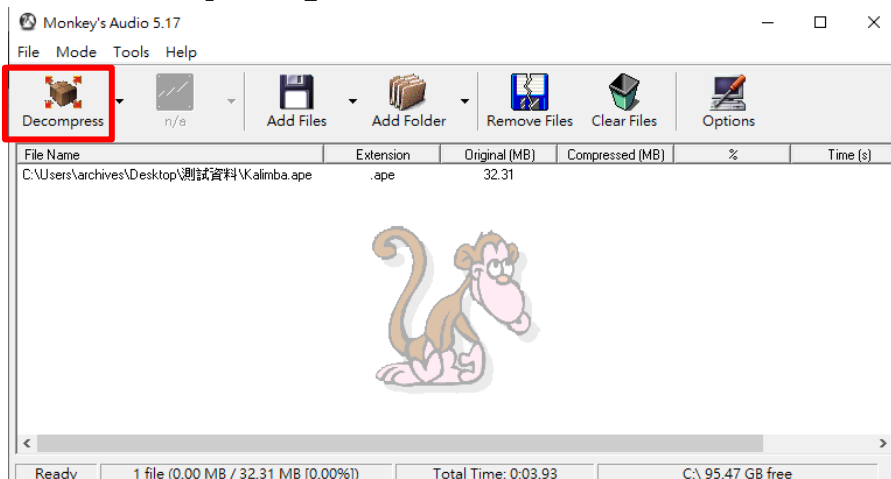 Monkey's Audio 5.17
File Mode Tools Help
Decompress n/a Add Files Add Folder Remove Files Clear Files Options
File Name Extension Original (MB) Compressed (MB) % Time (s)
C:\Users\archives\Desktop\測試資料\Kalimba.ape .ape 32.31
Ready 1 file (0.00 MB / 32.31 MB [0.00%]) Total Time: 0:03.93 C:\ 95.47 GB free